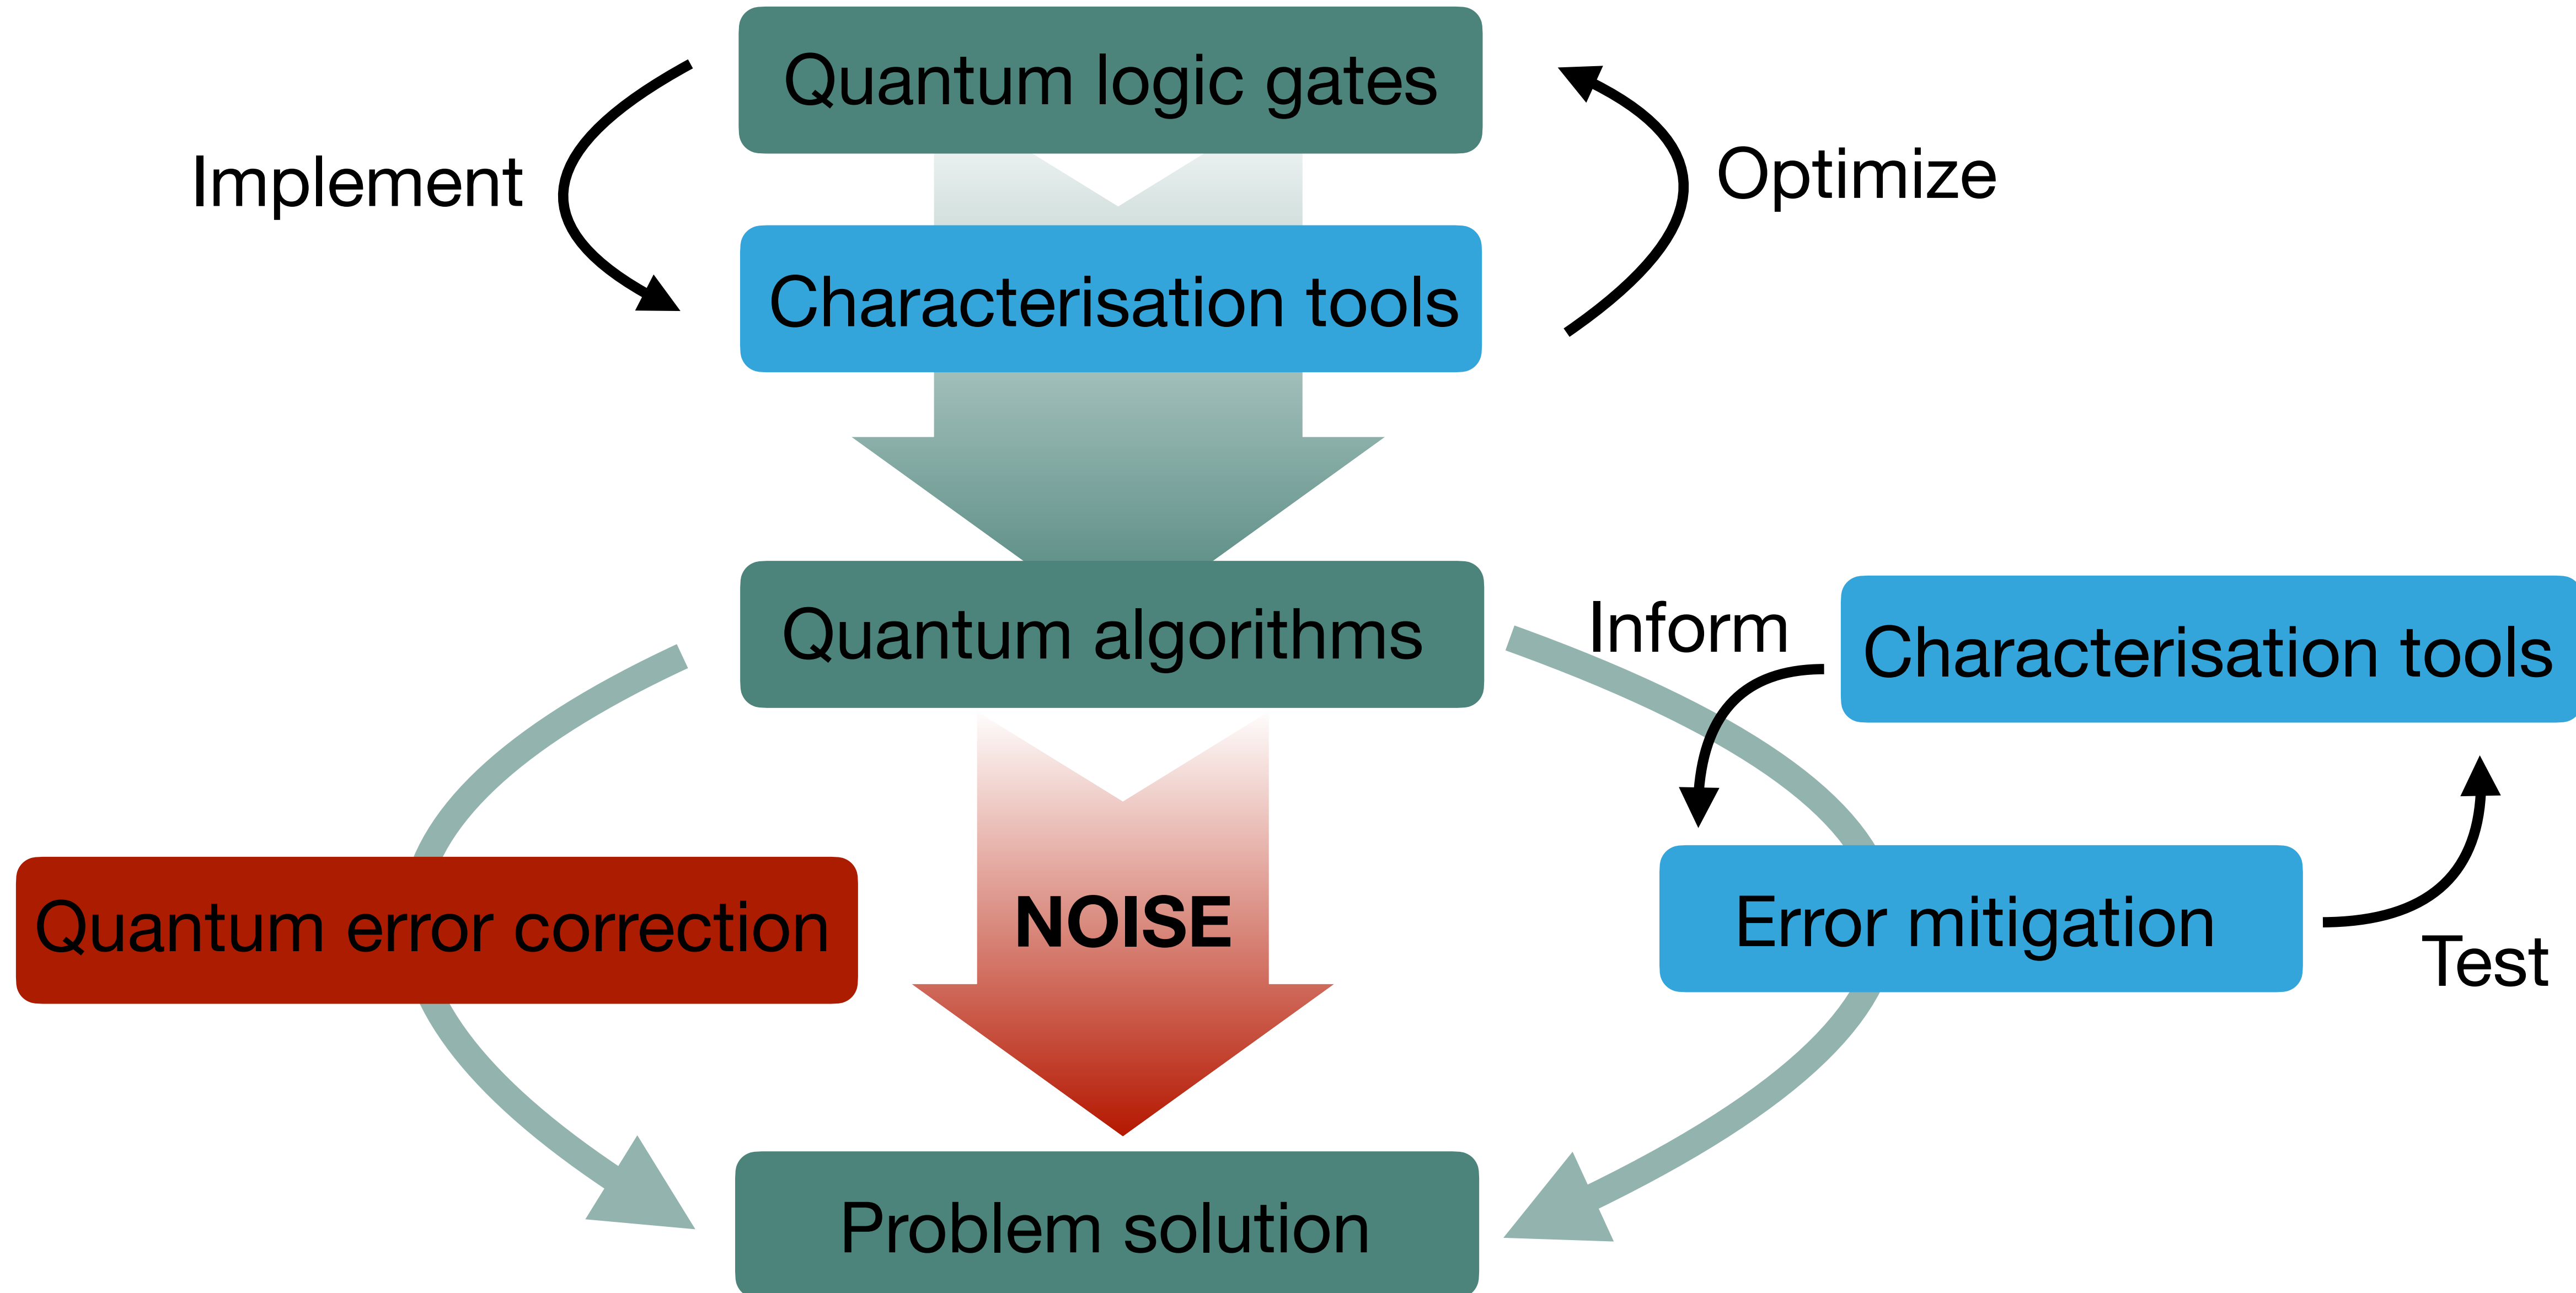 Quantum logic gates
Implement
Optimize
Characterisation tools
Quantum algorithms
Inform
Characterisation tools
Quantum error correction
NOISE
Error mitigation
Test
Problem solution